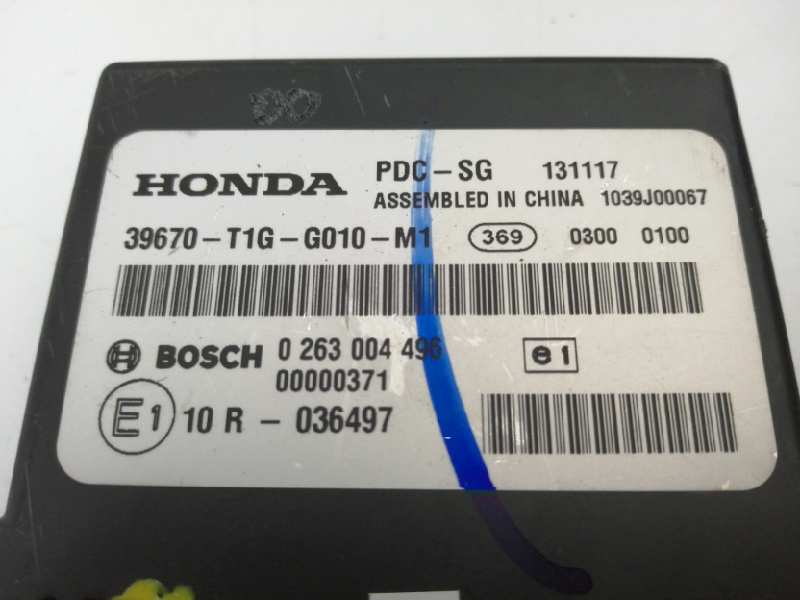 HONDA PDC-SG 131117
ASSEMBLED IN CHINA 1039J00067
39670-T1G-G010-M1 369 0300 0100
BOSCH 0 263 004 496 e1
00000371
E1 10 R - 036497